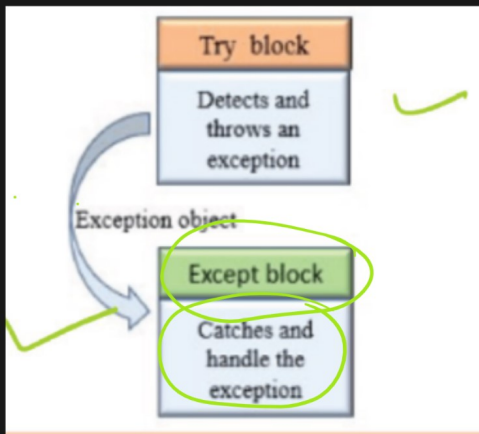 Try block
Detects and
throws an
exception
Exception object
Except block
Catches and
handle the
exception